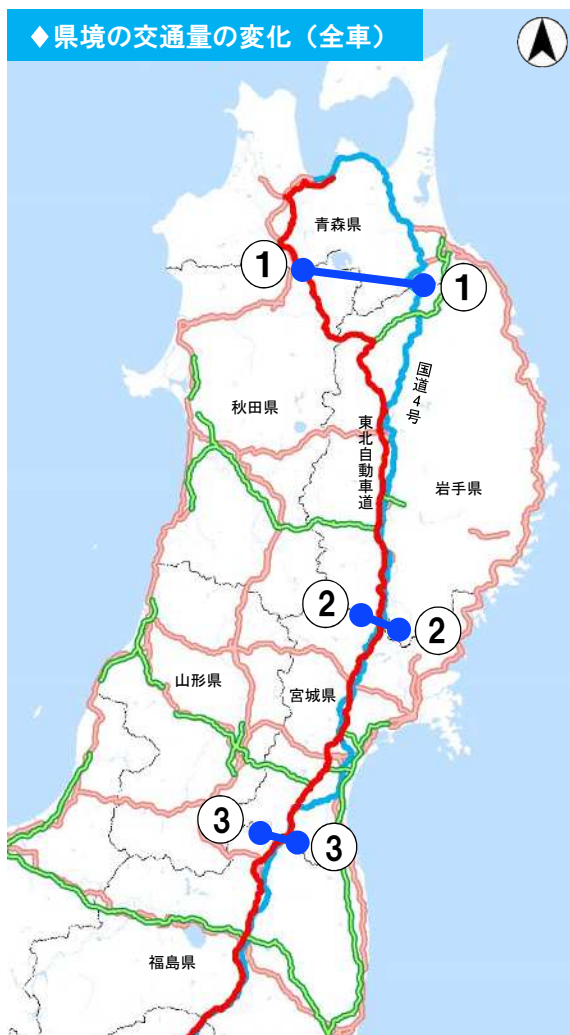 ♦県境の交通量の変化（全車）
青森県
①
①
国道4号
秋田県
東北自動車道
岩手県
②
②
山形県
宮城県
③
③
福島県